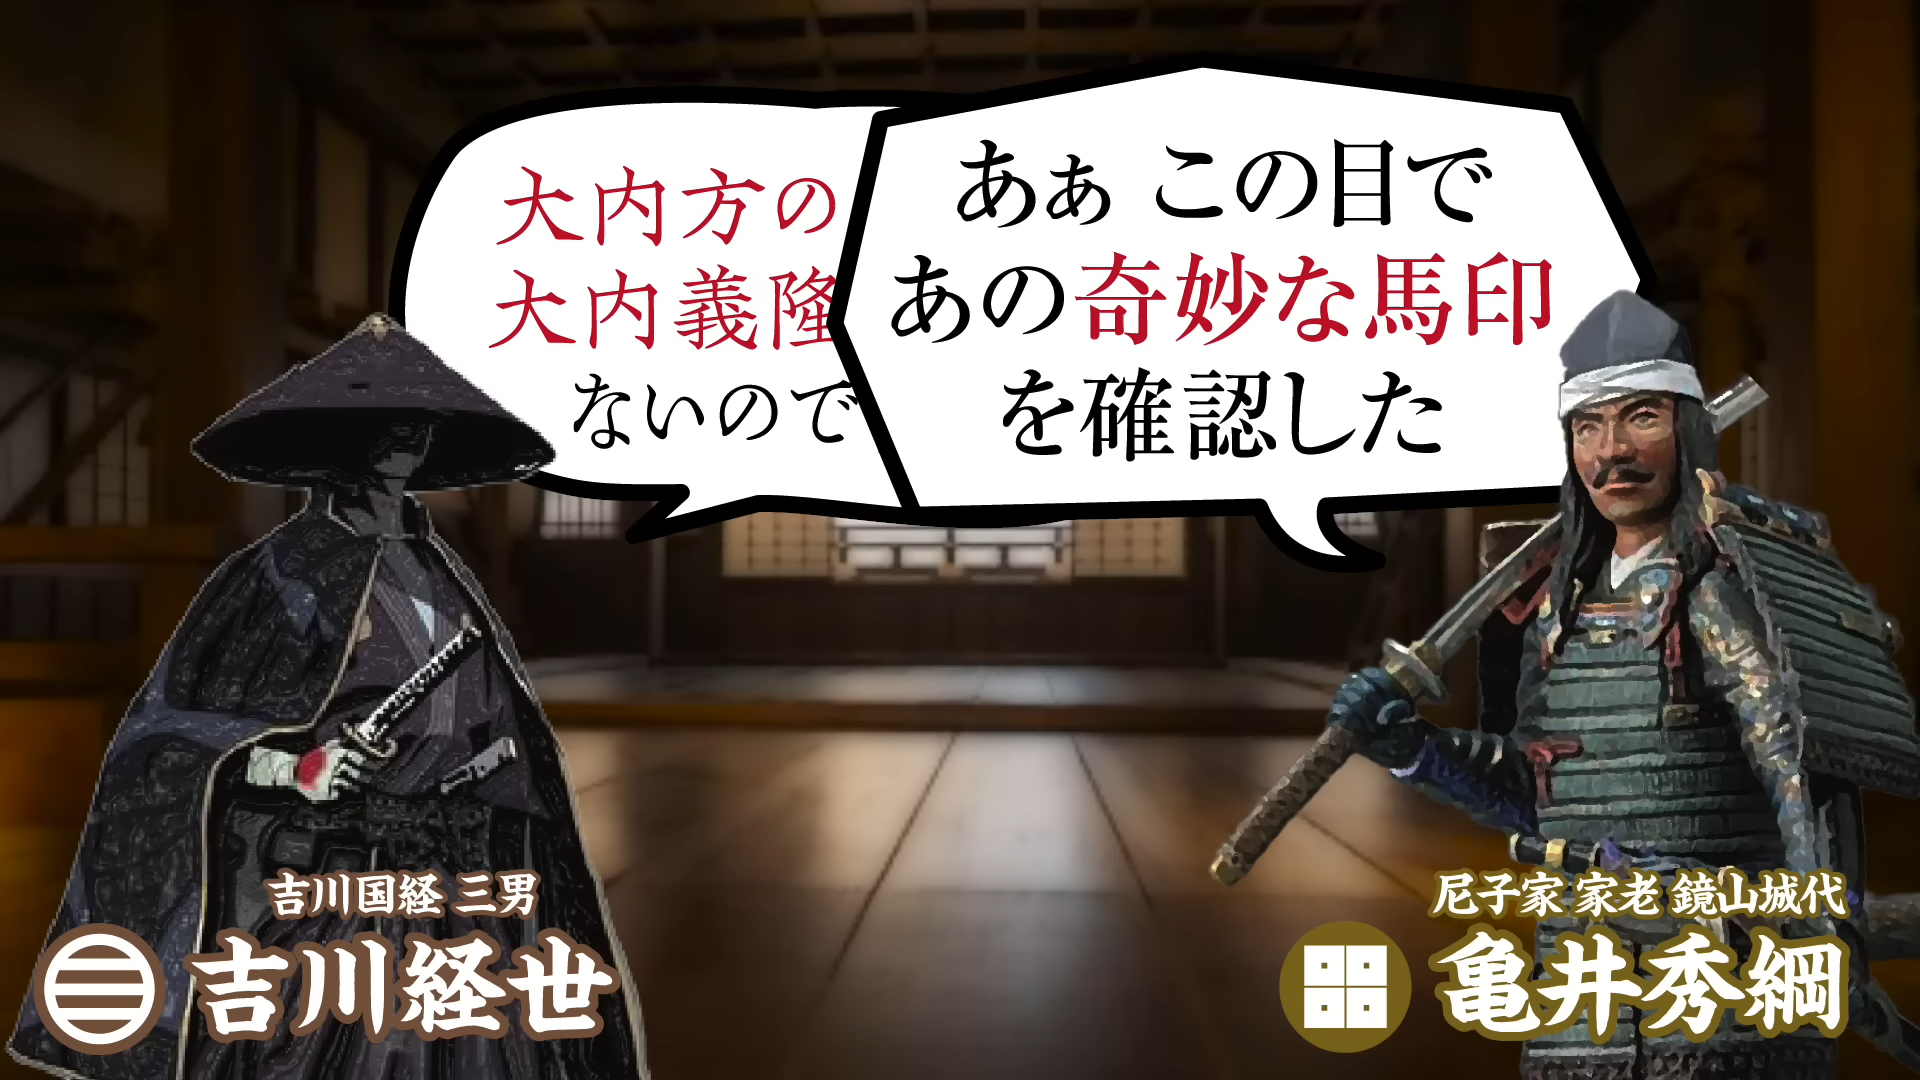 大内方の
大内義隆
ないので
あぁ この目で
あの奇妙な馬印
を確認した
吉川国経 三男
吉川経世
尼子家 家老 鏡山城代
亀井秀綱